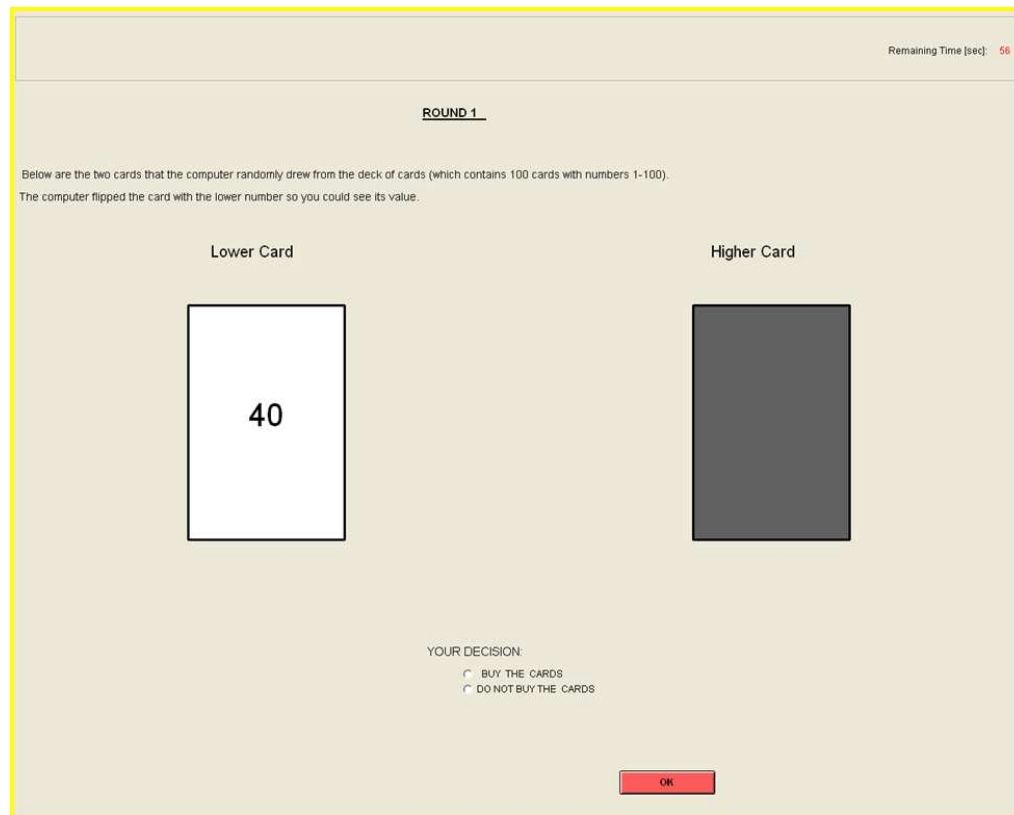 Remaining Time [sec]: 56
ROUND 1
Below are the two cards that the computer randomly drew from the deck of cards (which contains 100 cards with numbers 1-100).
The computer flipped the card with the lower number so you could see its value.
Lower Card Higher Card
40
YOUR DECISION:
BUY THE CARDS
DO NOT BUY THE CARDS
OK